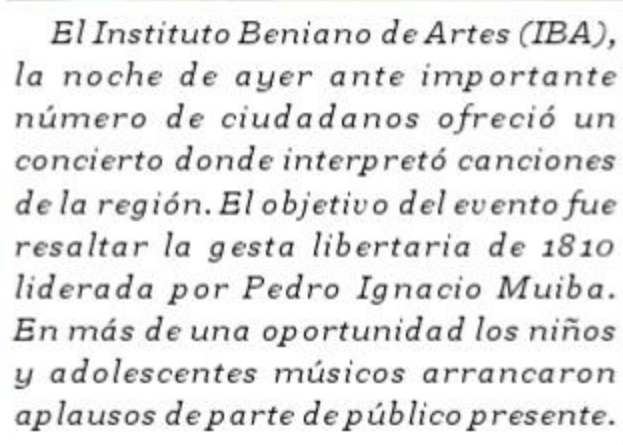 El Instituto Beniano de Artes (IBA),
la noche de ayer ante importante
número de ciudadanos ofreció un
concierto donde interpretó canciones
de la región. El objetivo del evento fue
resaltar la gesta libertaria de 1810
liderada por Pedro Ignacio Muiba.
En más de una oportunidad los niños
y adolescentes músicos arrancaron
aplausos de parte de público presente.